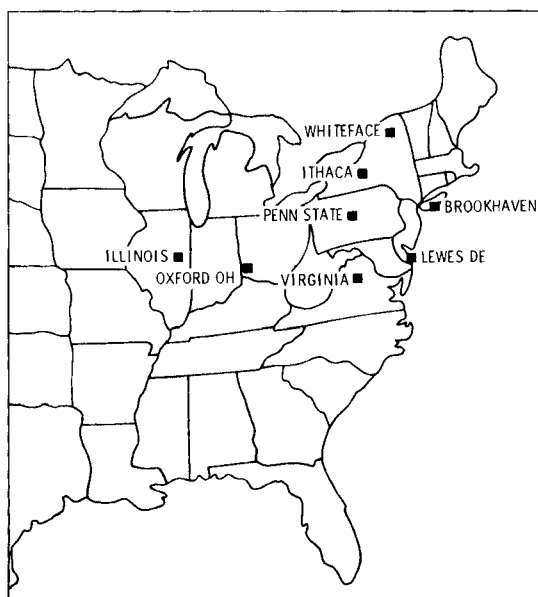 WHITEFACE
ITHACA
PENN STATE
BROOKHAVEN
ILLINOIS
LEWES DE
OXFORD OH
VIRGINIA